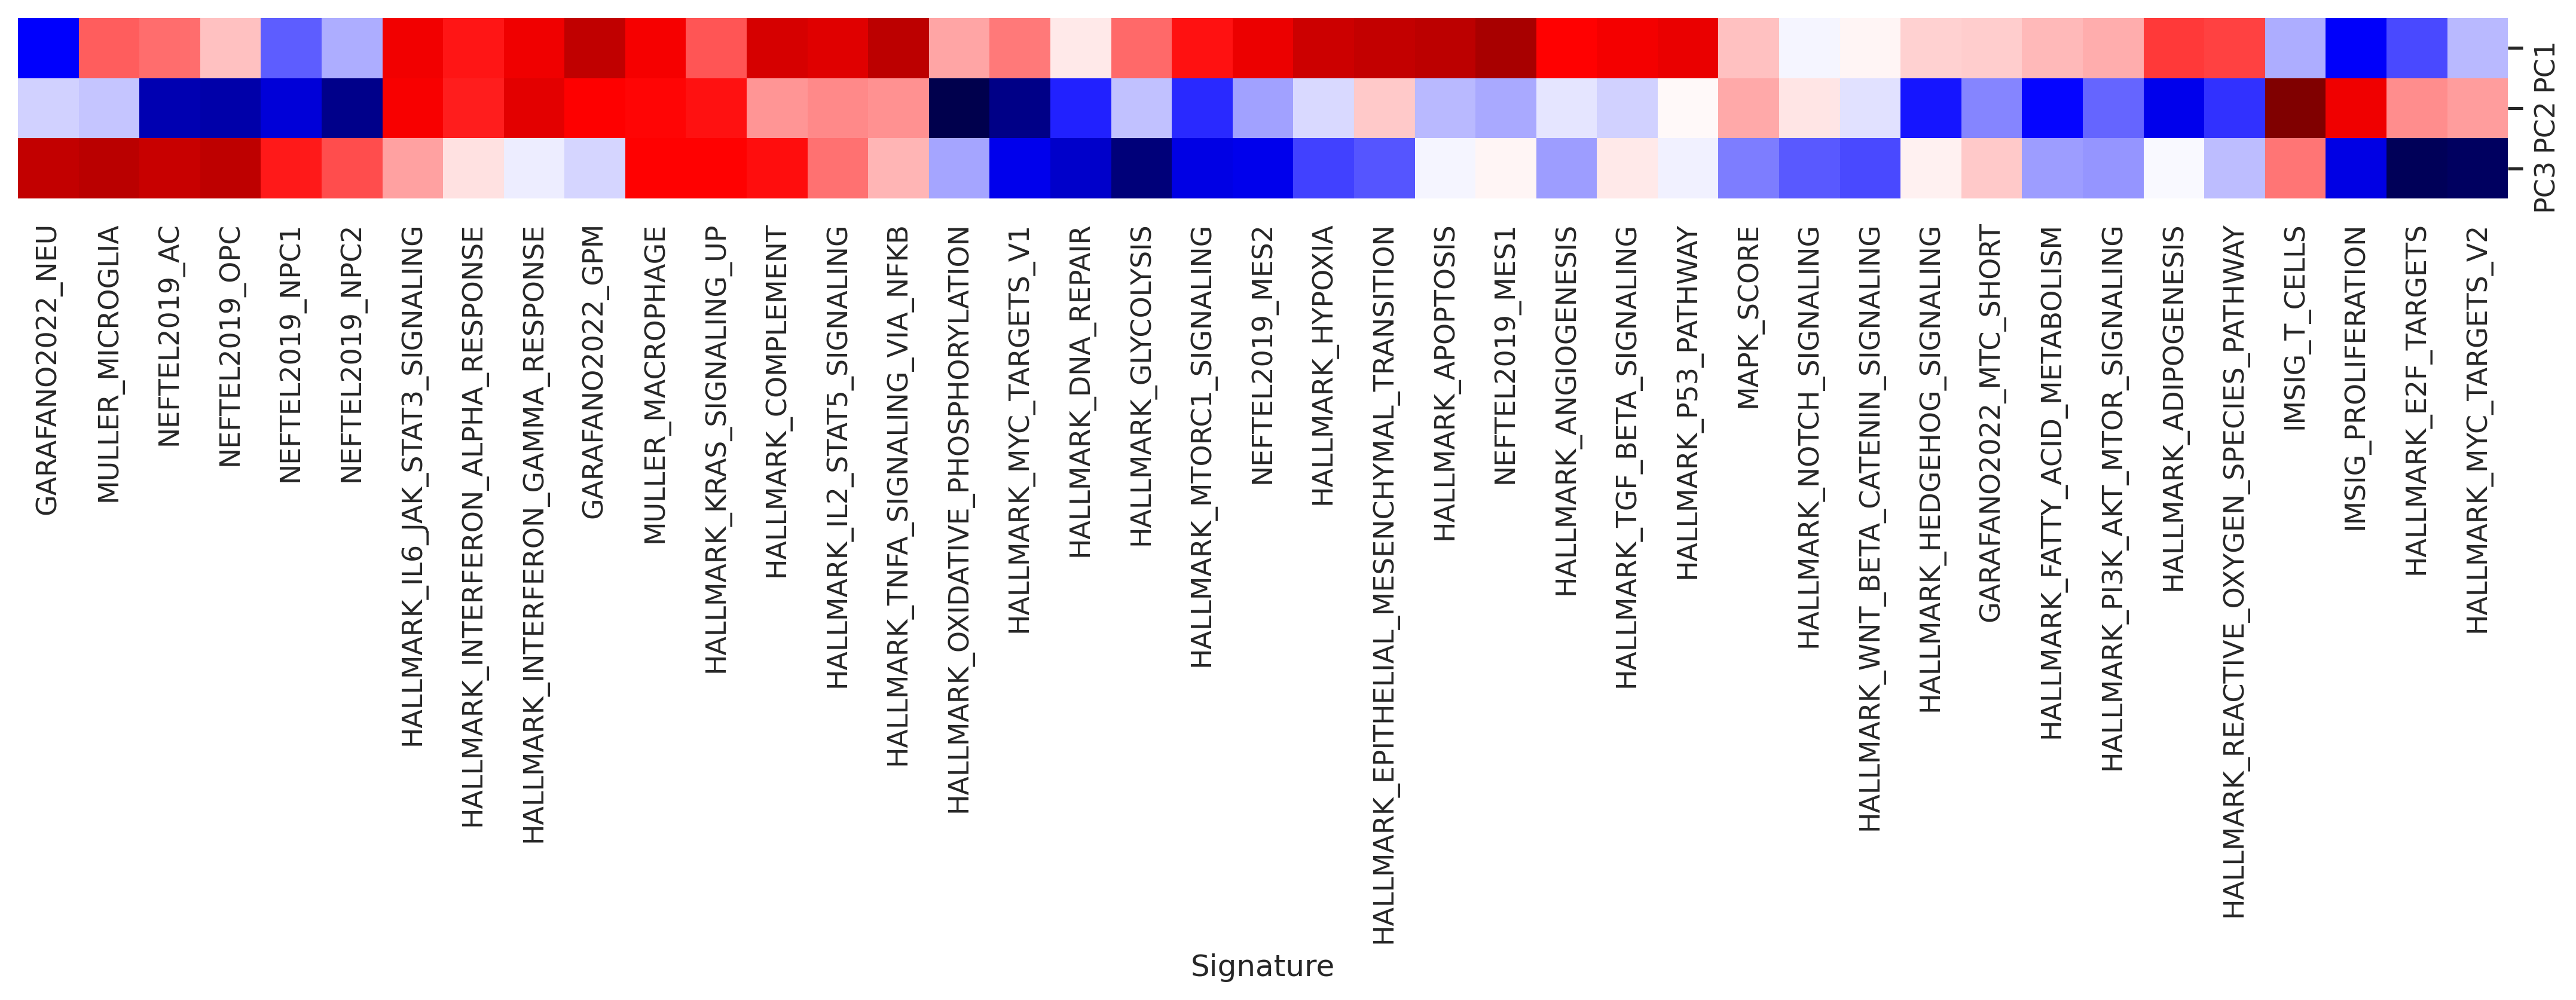 PC1
PC2
PC3
GARAFANO2022_NEU
MULLER_MICROGLIA
NEFTEL2019_AC
NEFTEL2019_OPC
NEFTEL2019_NPC1
NEFTEL2019_NPC2
HALLMARK_IL6_JAK_STAT3_SIGNALING
HALLMARK_INTERFERON_ALPHA_RESPONSE
HALLMARK_INTERFERON_GAMMA_RESPONSE
GARAFANO2022_GPM
MULLER_MACROPHAGE
HALLMARK_KRAS_SIGNALING_UP
HALLMARK_COMPLEMENT
HALLMARK_IL2_STAT5_SIGNALING
HALLMARK_TNFA_SIGNALING_VIA_NFKB
HALLMARK_OXIDATIVE_PHOSPHORYLATION
HALLMARK_MYC_TARGETS_V1
HALLMARK_DNA_REPAIR
HALLMARK_GLYCOLYSIS
HALLMARK_MTORC1_SIGNALING
NEFTEL2019_MES2
HALLMARK_HYPOXIA
HALLMARK_EPITHELIAL_MESENCHYMAL_TRANSITION
HALLMARK_APOPTOSIS
NEFTEL2019_MES1
HALLMARK_ANGIOGENESIS
HALLMARK_TGF_BETA_SIGNALING
HALLMARK_P53_PATHWAY
MAPK_SCORE
HALLMARK_NOTCH_SIGNALING
HALLMARK_WNT_BETA_CATENIN_SIGNALING
HALLMARK_HEDGEHOG_SIGNALING
GARAFANO2022_MTC_SHORT
HALLMARK_FATTY_ACID_METABOLISM
HALLMARK_PI3K_AKT_MTOR_SIGNALING
HALLMARK_ADIPOGENESIS
HALLMARK_REACTIVE_OXYGEN_SPECIES_PATHWAY
IMSIG_T_CELLS
IMSIG_PROLIFERATION
HALLMARK_E2F_TARGETS
HALLMARK_MYC_TARGETS_V2
Signature